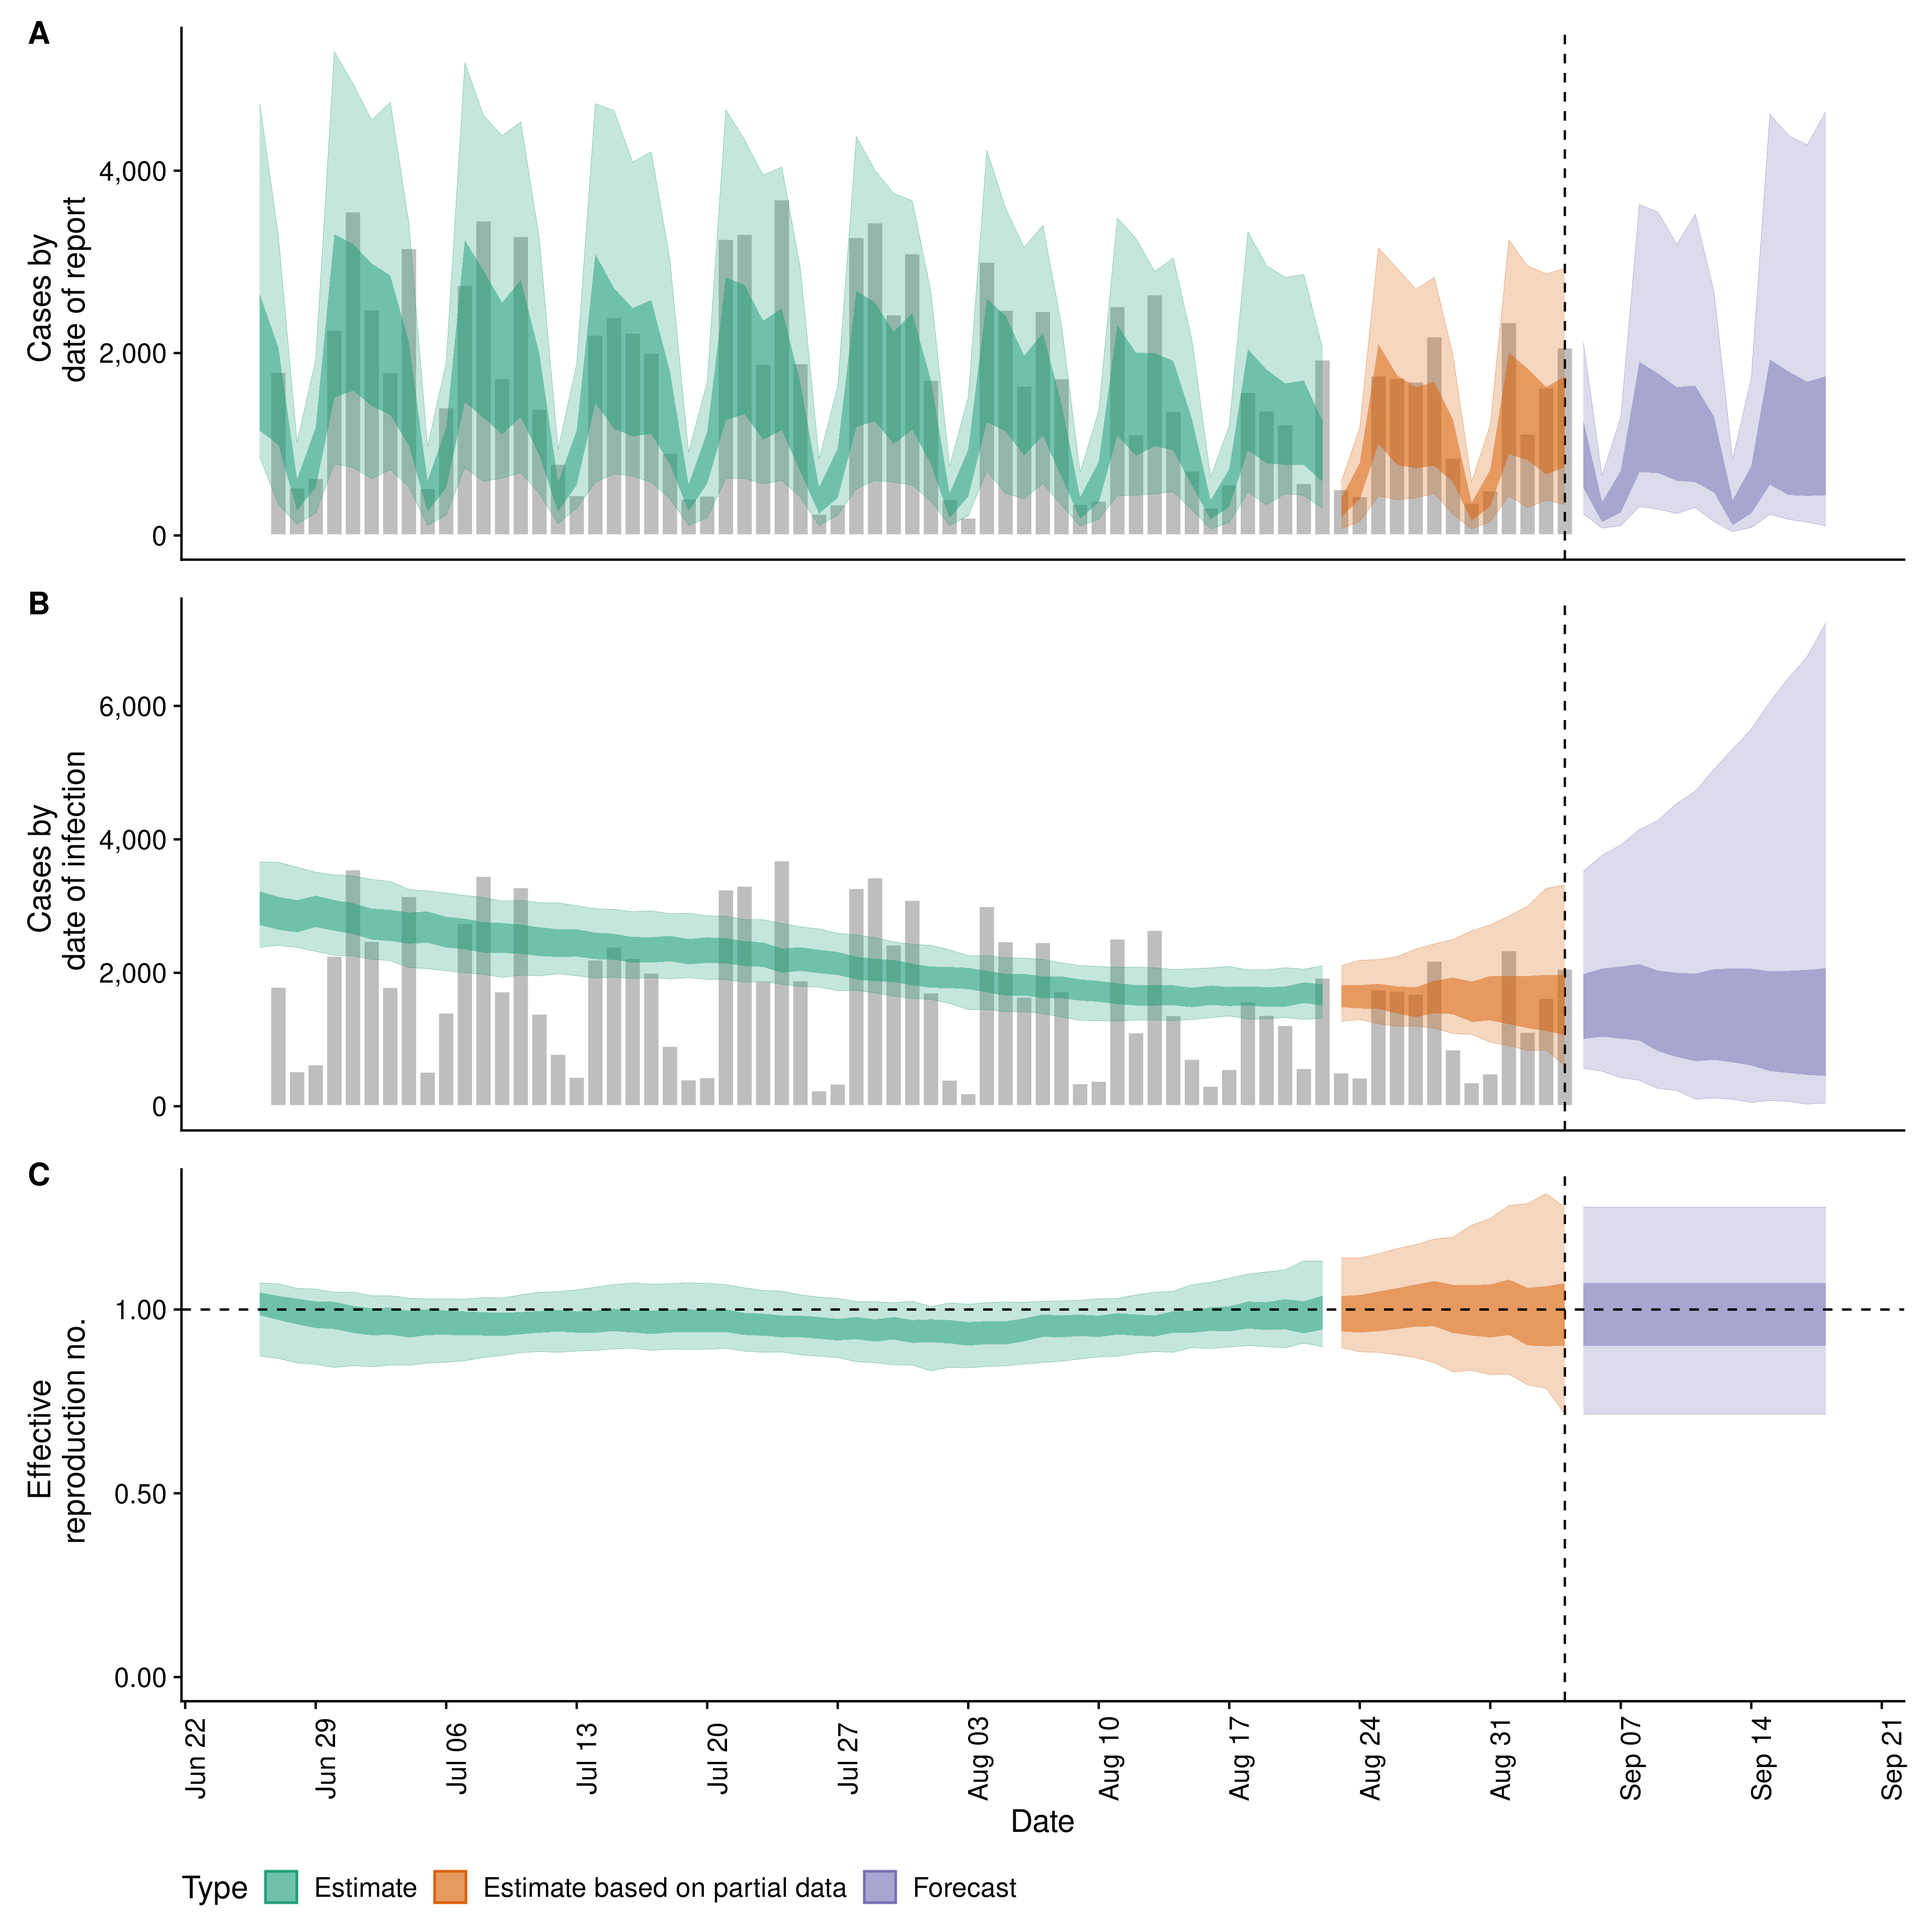 A
Cases by
date of report
4,000
2,000
0
B
Cases by
date of infection
6,000
4,000
2,000
0
C
Effective
reproduction no.
1.00
0.50
0.00
Jun 22
Jun 29
Jul 06
Jul 13
Jul 20
Jul 27
Aug 03
Aug 10
Aug 17
Aug 24
Aug 31
Sep 07
Sep 14
Sep 21
Date
Type Estimate Estimate based on partial data Forecast